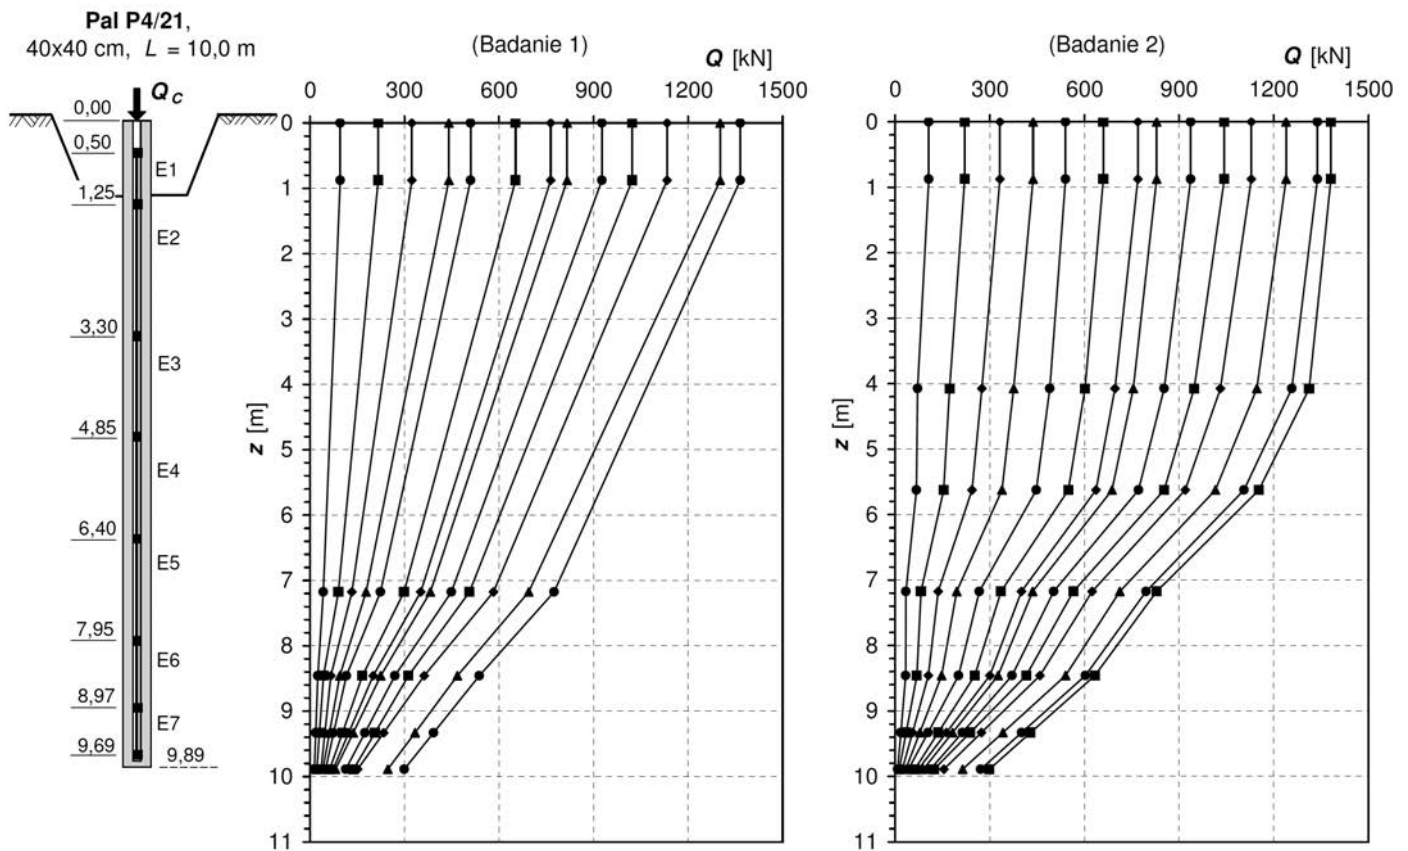 Pal P4/21,
40x40 cm, L = 10,0 m
Qc
0,00
0,50
E1
1,25
E2
3,30
E3
4,85
E4
6,40
E5
7,95
E6
8,97
E7
9,69
9,89
(Badanie 1)
Q [kN]
0 300 600 900 1200 1500
0
1
2
3
4
5
6
7
8
9
10
11
z [m]
(Badanie 2)
Q [kN]
0 300 600 900 1200 1500
0
1
2
3
4
5
6
7
8
9
10
11
z [m]